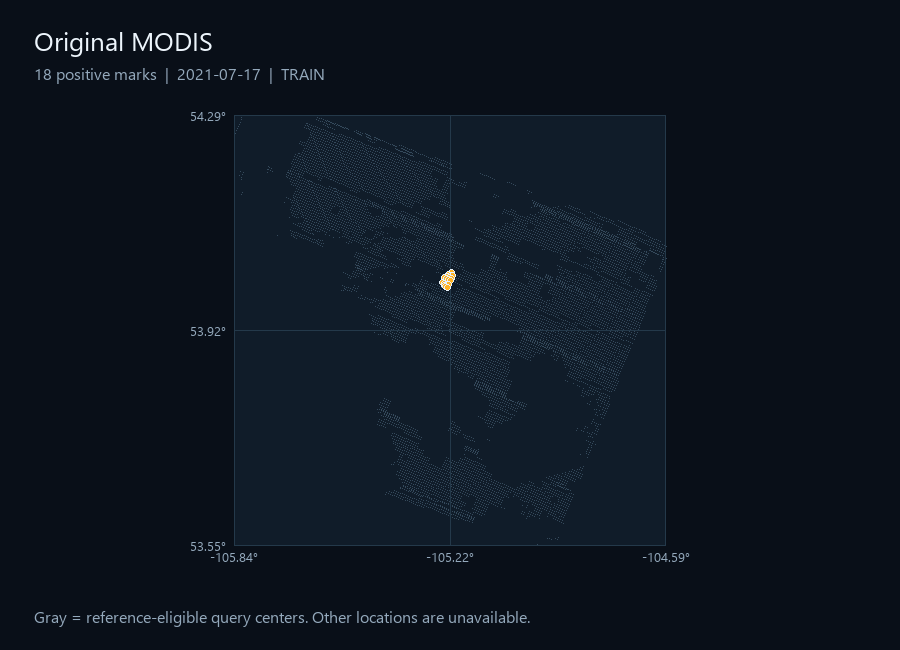 Original MODIS
18 positive marks | 2021-07-17 | TRAIN
54.29°
53.92°
53.55°
-105.84°
-105.22°
-104.59°
Gray = reference-eligible query centers. Other locations are unavailable.